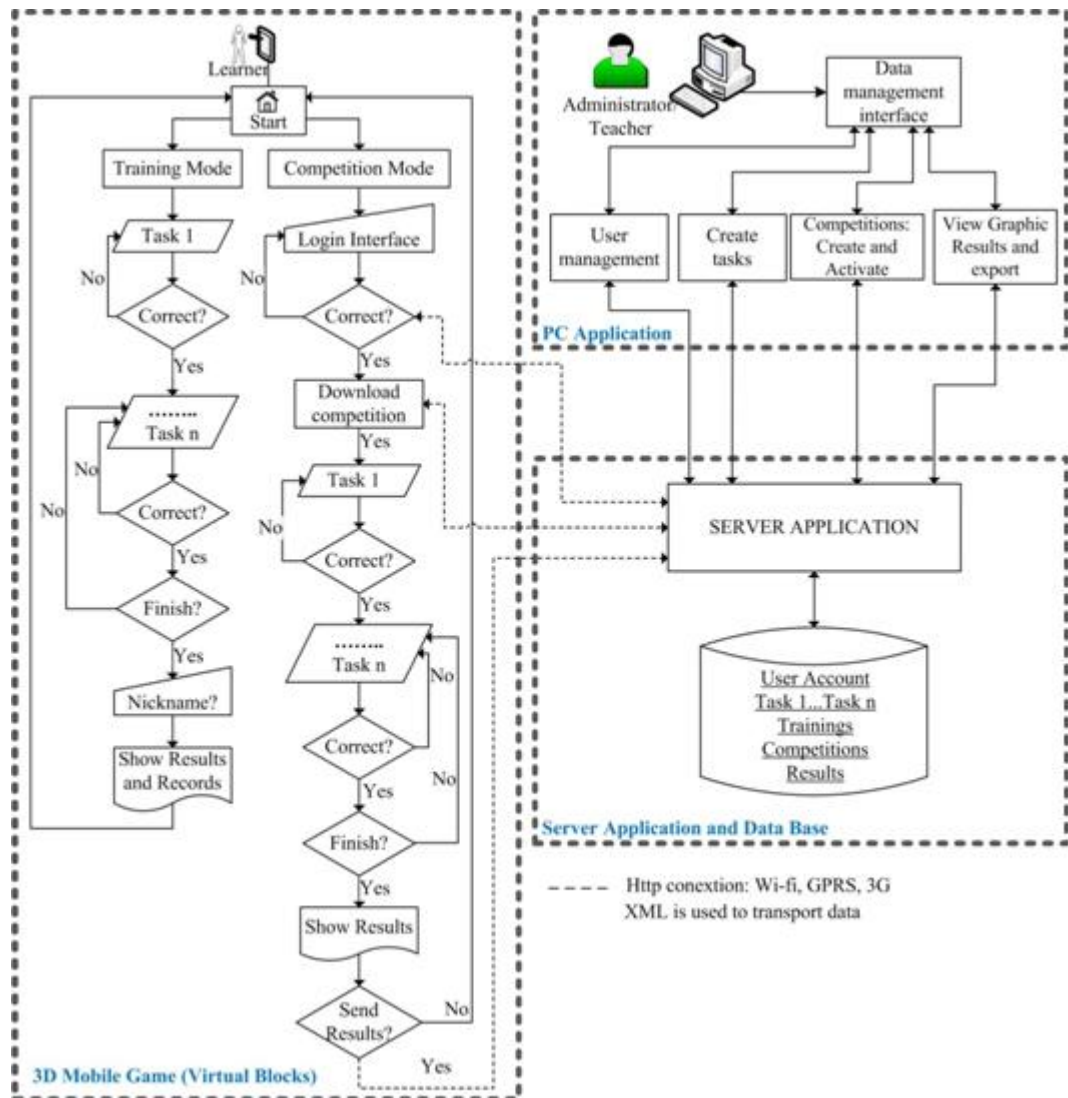 Learner
Start
Training Mode
Competition Mode
Task 1
No
Correct?
Yes
........
Task n
No
No
Correct?
Yes
Finish?
Yes
Nickname?
Show Results
and Records
Login Interface
No
Correct?
Yes
Download
competition
Yes
Task 1
No
Correct?
Yes
........
Task n
No
Correct?
No
Yes
Finish?
Yes
Show Results
Send
Results?
No
Yes
3D Mobile Game (Virtual Blocks)
Administrator/
Teacher
Data
management
interface
User
management
Create
tasks
Competitions:
Create and
Activate
View Graphic
Results and
export
PC Application
SERVER APPLICATION
User Account
Task 1...Task n
Trainings
Competitions
Results
Server Application and Data Base
Http conextion: Wi-fi, GPRS, 3G
XML is used to transport data